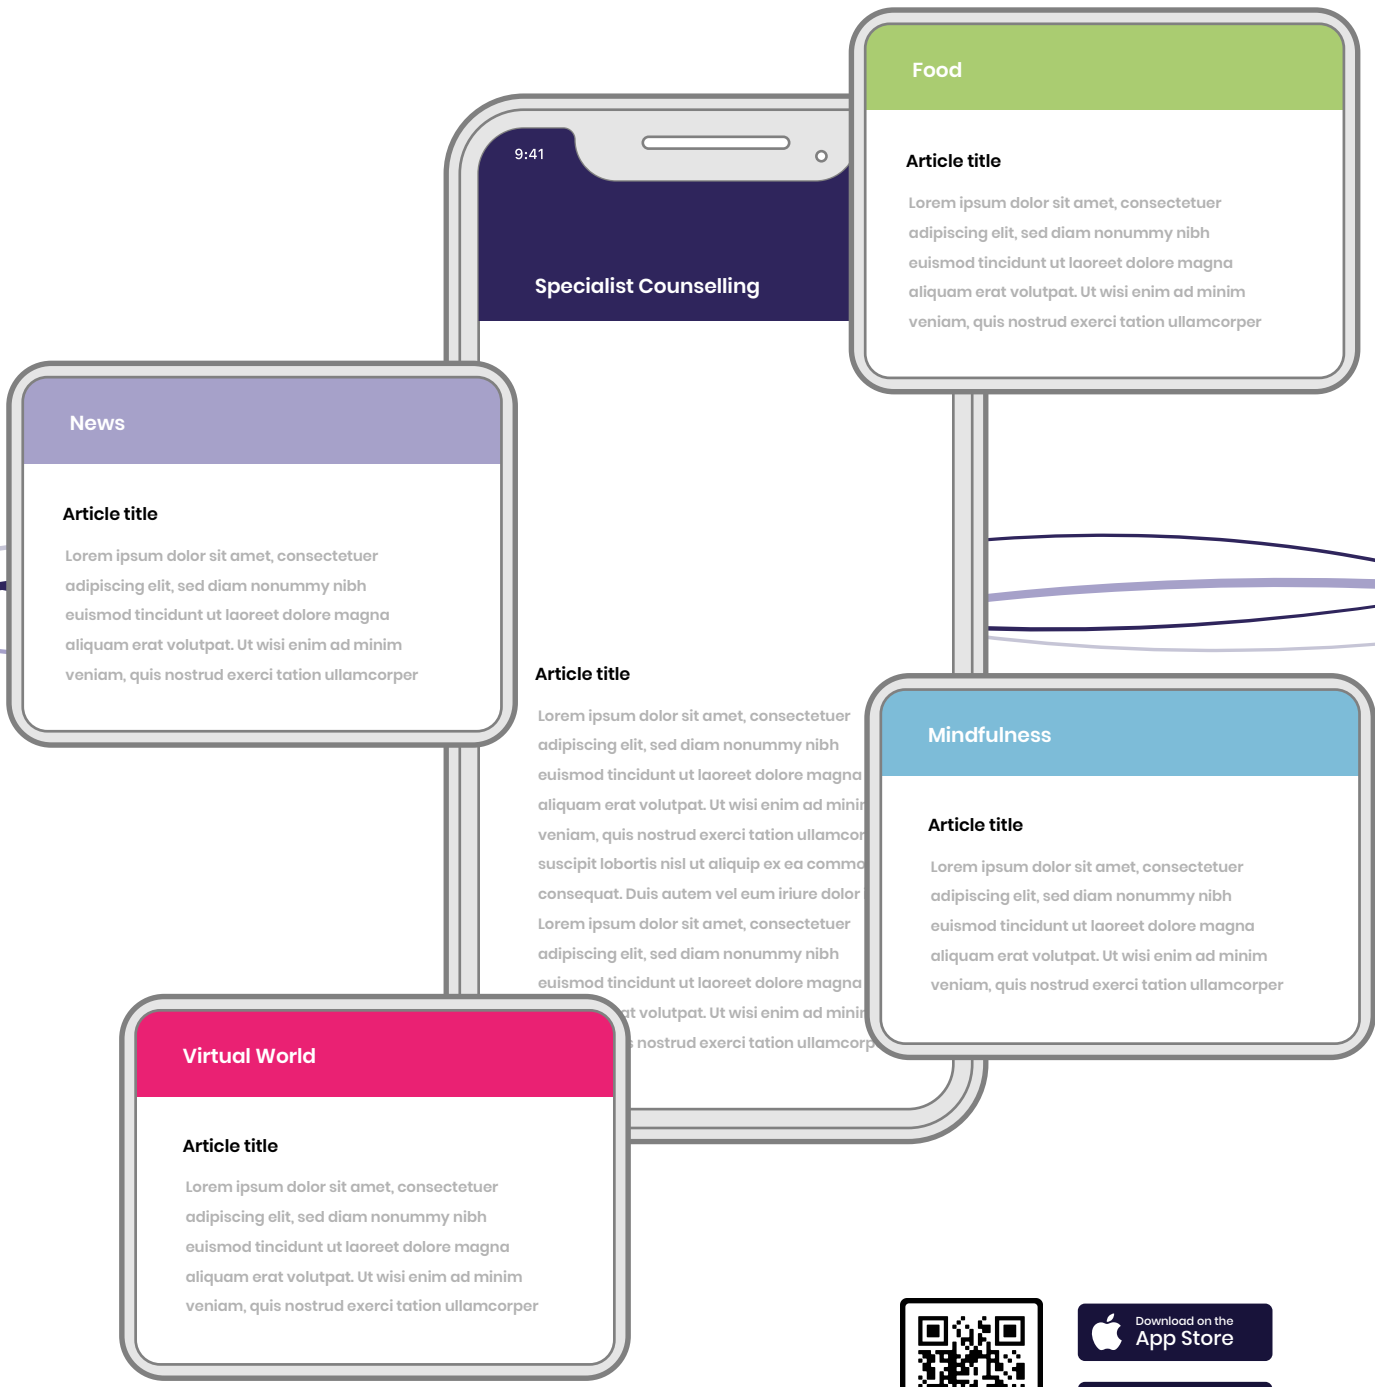 Food
Article title
Lorem ipsum dolor sit amet, consectetuer
adipiscing elit, sed diam nonummy nibh
euismod tincidunt ut laoreet dolore magna
aliquam erat volutpat. Ut wisi enim ad minim
veniam, quis nostrud exerci tation ullamcorper
9:41
Specialist Counselling
News
Article title
Lorem ipsum dolor sit amet, consectetuer
adipiscing elit, sed diam nonummy nibh
euismod tincidunt ut laoreet dolore magna
aliquam erat volutpat. Ut wisi enim ad minim
veniam, quis nostrud exerci tation ullamcorper
Article title
Lorem ipsum dolor sit amet, consectetuer
adipiscing elit, sed diam nonummy nibh
euismod tincidunt ut laoreet dolore magna
aliquam erat volutpat. Ut wisi enim ad
veniam, quis nostrud exerci tation
suscipit lobortis nisl ut aliquip ex ea
consequat. Duis autem vel eum iriure dolor
Lorem ipsum dolor sit amet, consectetuer
adipiscing elit, sed diam nonummy nibh
euismod tincidunt ut laoreet dolore magna
volutpat. Ut wisi enim ad
nostrud exerci tation
Mindfulness
Article title
Lorem ipsum dolor sit amet, consectetuer
adipiscing elit, sed diam nonummy nibh
euismod tincidunt ut laoreet dolore magna
aliquam erat volutpat. Ut wisi enim ad minim
veniam, quis nostrud exerci tation ullamcorper
Virtual World
Article title
Lorem ipsum dolor sit amet, consectetuer
adipiscing elit, sed diam nonummy nibh
euismod tincidunt ut laoreet dolore magna
aliquam erat volutpat. Ut wisi enim ad minim
veniam, quis nostrud exerci tation ullamcorper
Download on the
App Store